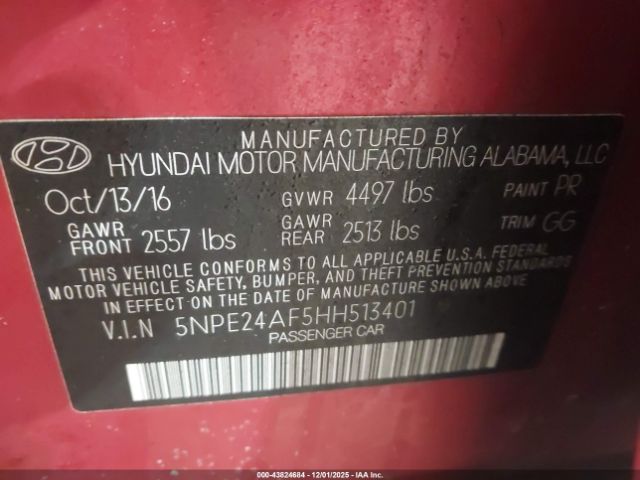 MANUFACTURED BY
HYUNDAI MOTOR MANUFACTURING ALABAMA, LLC
Oct/13/16 GVWR 4497 lbs PAINT PR
GAWR FRONT 2557 lbs GAWR REAR 2513 lbs TRIM GG
THIS VEHICLE CONFORMS TO ALL APPLICABLE U.S.A. FEDERAL
MOTOR VEHICLE SAFETY, BUMPER, AND THEFT PREVENTION STANDARDS
IN EFFECT ON THE DATE OF MANUFACTURE SHOWN ABOVE.
V.I.N 5NPE24AF5HH513401
PASSENGER CAR
©-43824684 - 12/01/2025 - IAA Inc.